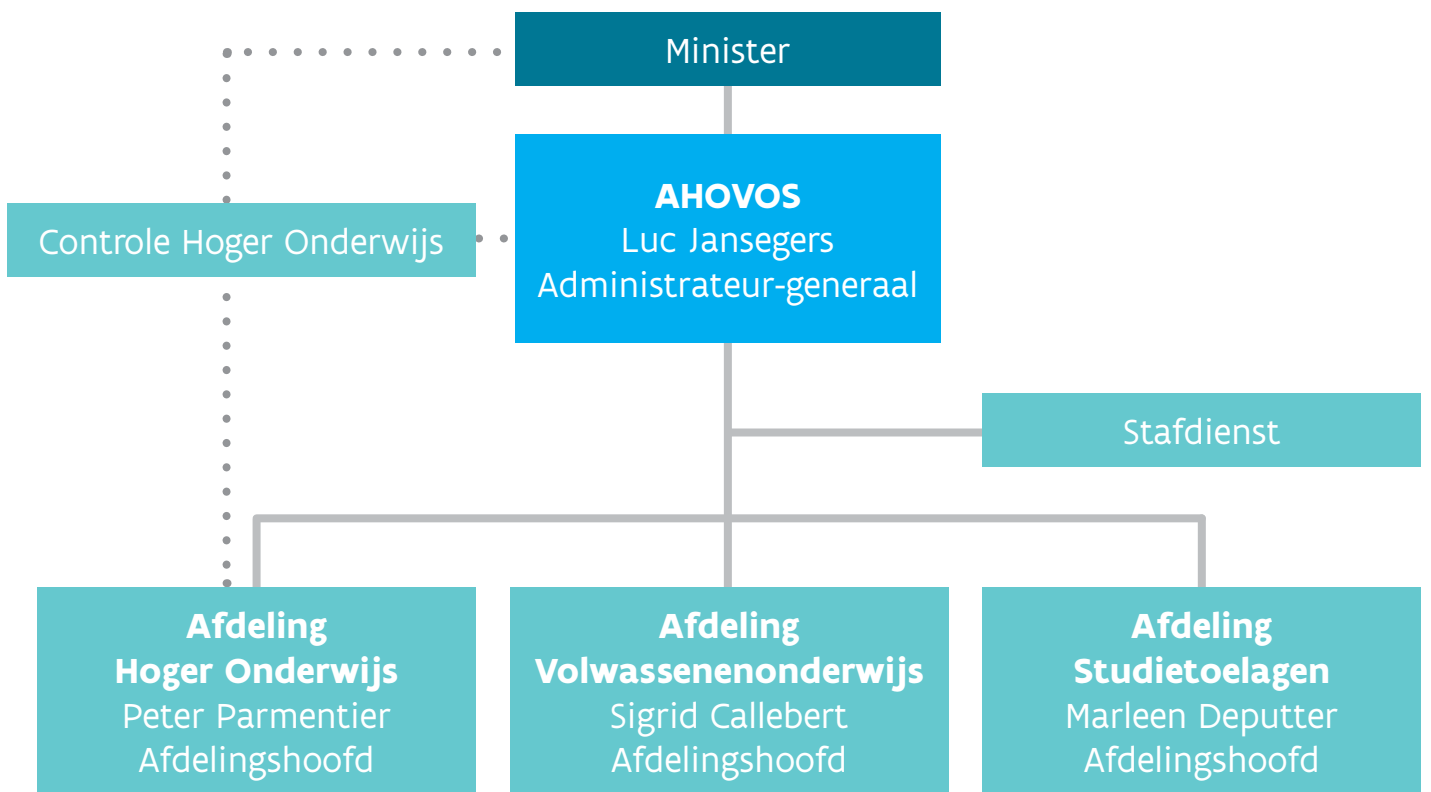 Minister
AHOVOS
Luc Jansegers
Administrateur-generaal
Controle Hoger Onderwijs
Stafdienst
Afdeling
Hoger Onderwijs
Peter Parmentier
Afdelingshoofd
Afdeling
Volwassenenonderwijs
Sigrid Callebert
Afdelingshoofd
Afdeling
Studietoelagen
Marleen Deputter
Afdelingshoofd